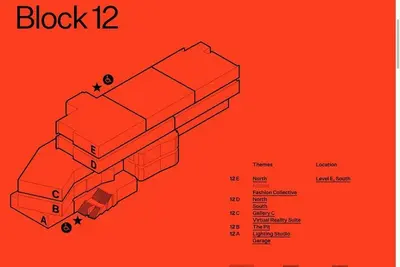 Block 12
E
D
C
B
A
Themes Location
12 E North Level E, South
Fashion Collective
12 D North
South
12 C Gallery C
Virtual Reality Suite
12 B The Pit
12 A Lighting Studio
Garage